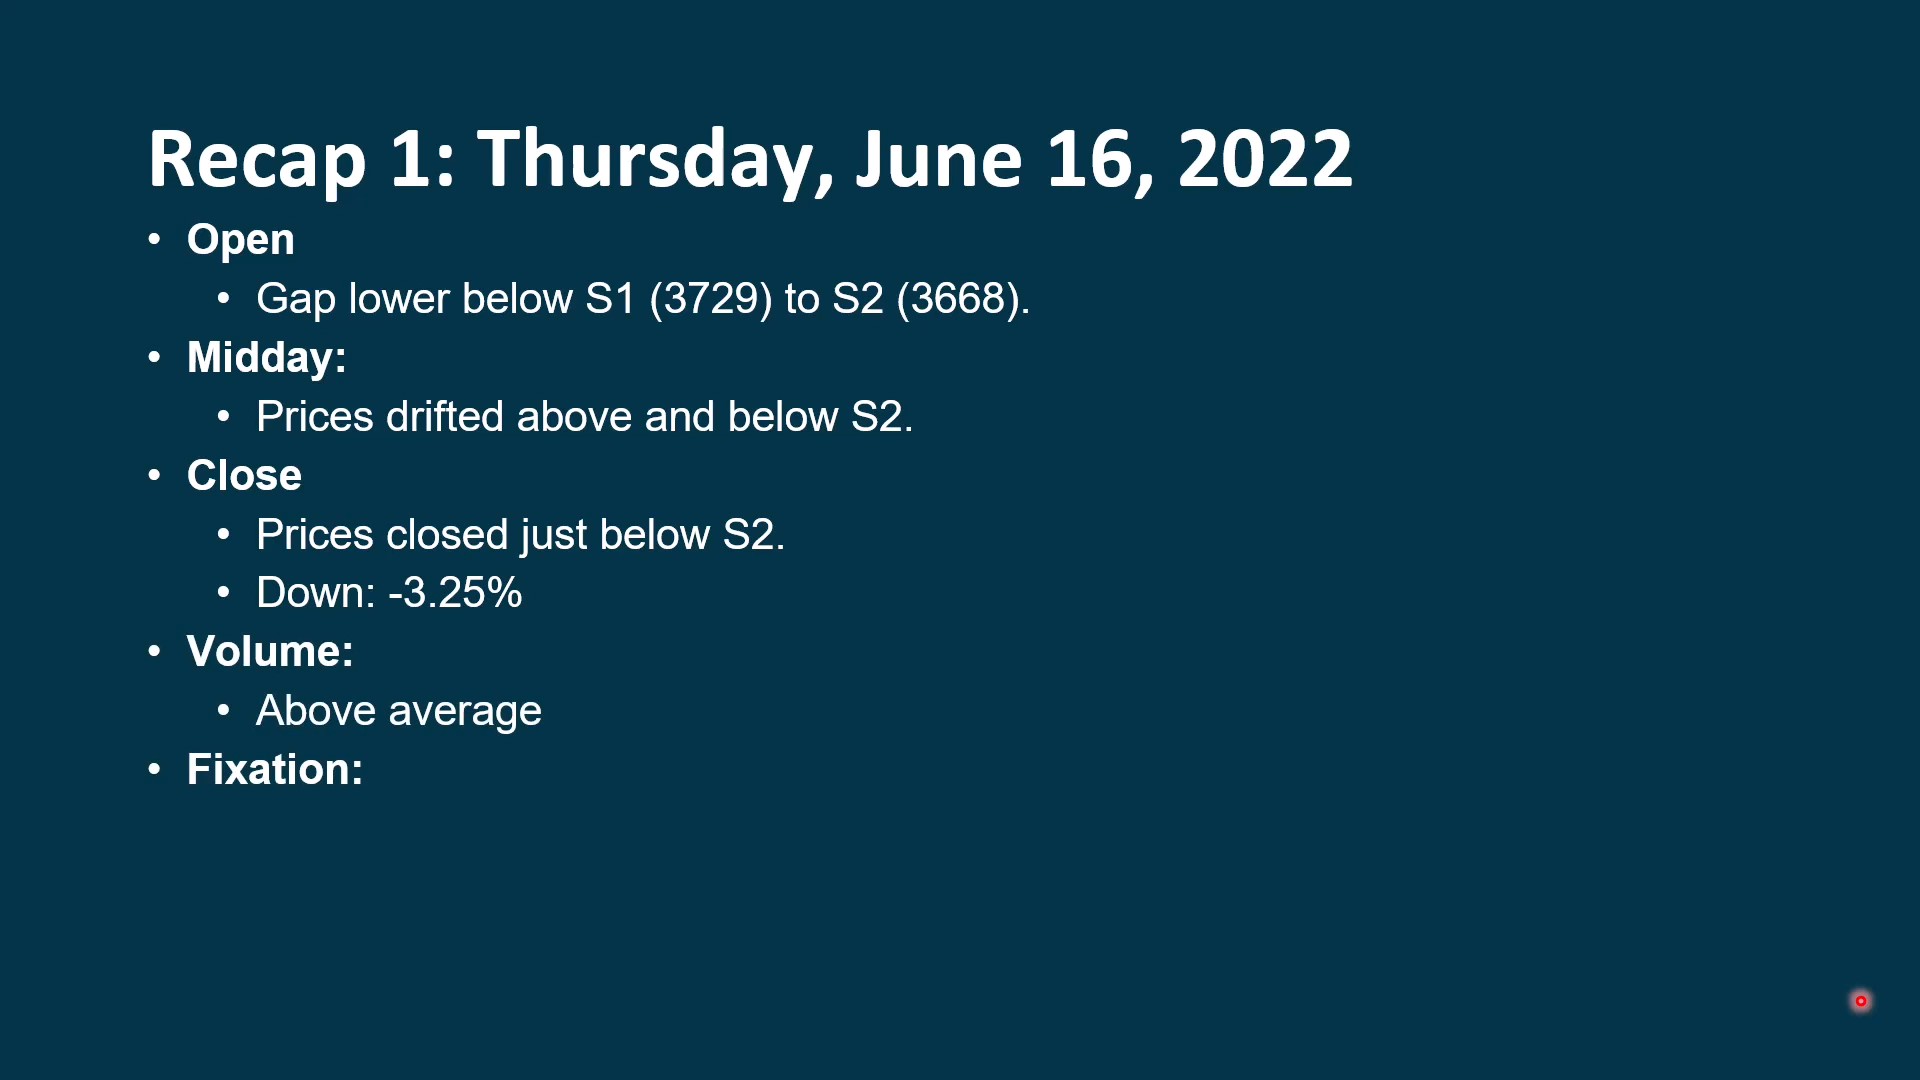 Recap 1: Thursday, June 16, 2022
• Open
• Gap lower below S1 (3729) to S2 (3668).
• Midday:
• Prices drifted above and below S2.
• Close
• Prices closed just below S2.
• Down: -3.25%
• Volume:
• Above average
• Fixation: